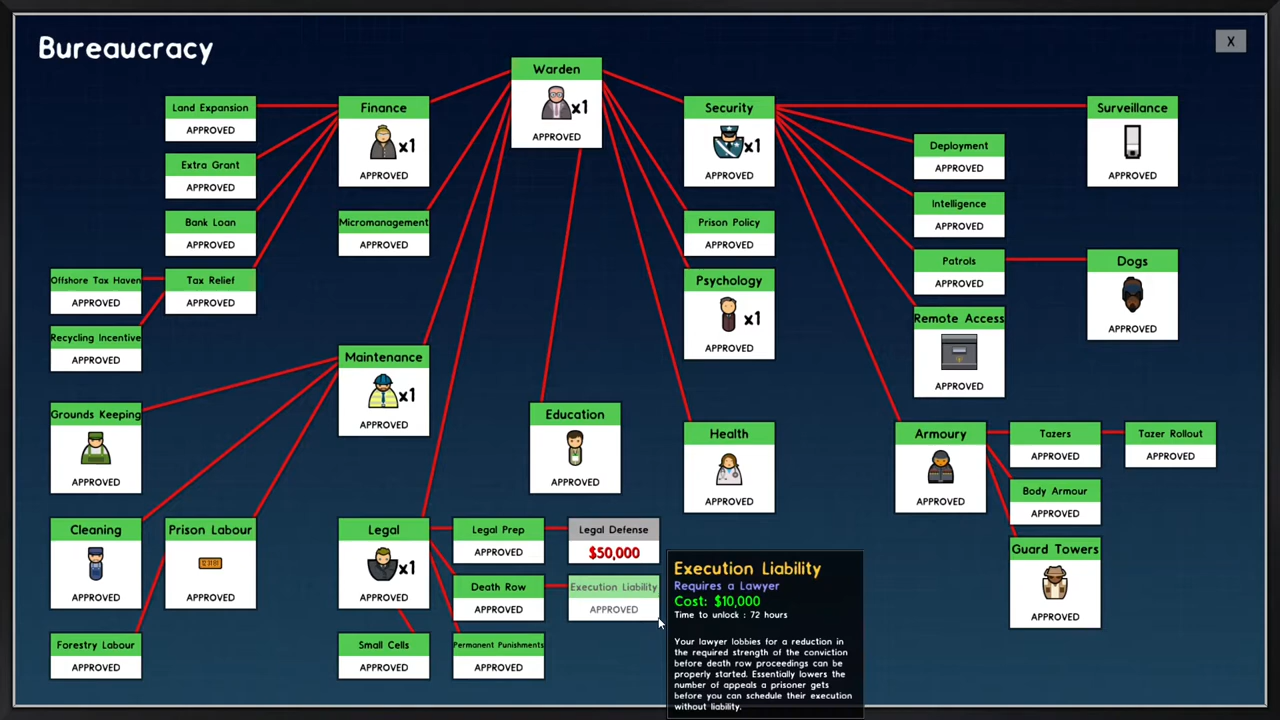 Bureaucracy
X
Warden
x1
APPROVED
Land Expansion
APPROVED
Finance
x1
APPROVED
Security
x1
APPROVED
Surveillance
APPROVED
Extra Grant
APPROVED
Deployment
APPROVED
Bank Loan
APPROVED
Micromanagement
APPROVED
Prison Policy
APPROVED
Intelligence
APPROVED
Offshore Tax Haven
APPROVED
Tax Relief
APPROVED
Psychology
x1
APPROVED
Patrols
APPROVED
Dogs
APPROVED
Recycling Incentive
APPROVED
Remote Access
APPROVED
Maintenance
x1
APPROVED
Grounds Keeping
APPROVED
Education
APPROVED
Health
APPROVED
Armoury
APPROVED
Tazers
APPROVED
Tazer Rollout
APPROVED
Body Armour
APPROVED
Guard Towers
APPROVED
Cleaning
APPROVED
Prison Labour
APPROVED
Legal
x1
APPROVED
Legal Prep
APPROVED
Legal Defense
$50,000
Death Row
APPROVED
Execution Liability
APPROVED
Forestry Labour
APPROVED
Small Cells
APPROVED
Permanent Punishments
APPROVED
Execution Liability
Requires a Lawyer
Cost: $10,000
Time to unlock : 72 hours
Your lawyer lobbies for a reduction in
the required strength of the conviction
before death row proceedings can be
properly started. Essentially lowers the
number of appeals a prisoner gets
before you can schedule their execution
without liability.